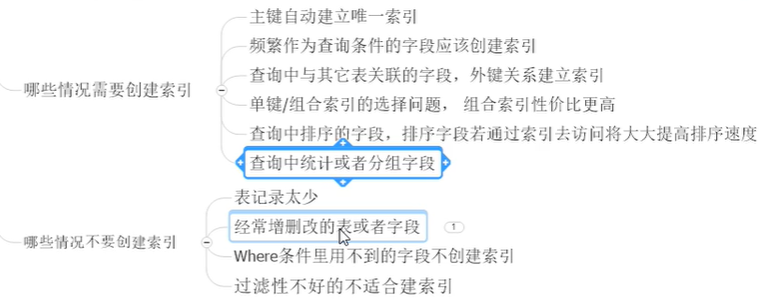 主键自动建立唯一索引
频繁作为查询条件的字段应该创建索引
查询中与其它表关联的字段，外键关系建立索引
哪些情况需要创建索引
单键/组合索引的选择问题， 组合索引性价比更高
查询中排序的字段，排序字段若通过索引去访问将大大提高排序速度
查询中统计或者分组字段
表记录太少
经常增删改的表或者字段
1
哪些情况不要创建索引
Where条件里用不到的字段不创建索引
过滤性不好的不适合建索引